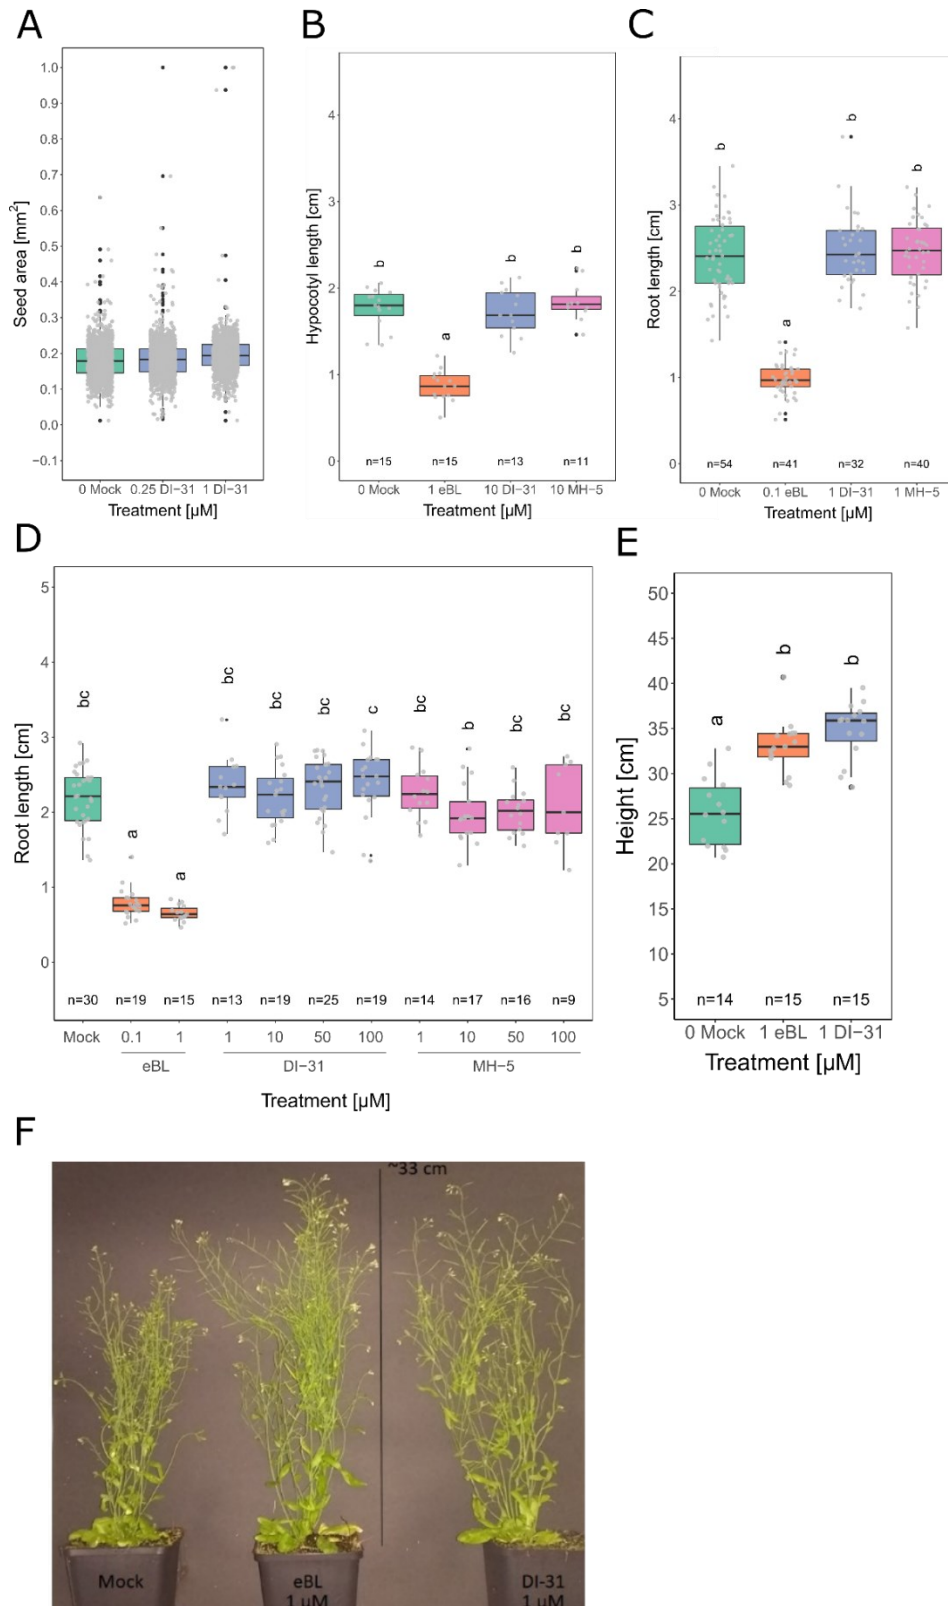 A
Seed area [mm²]
1.0
0.9
0.8
0.7
0.6
0.5
0.4
0.3
0.2
0.1
0.0
−0.1
0 Mock 0.25 DI−31 1 DI−31
Treatment [µM]
B
Hypocotyl length [cm]
4
3
2
1
0
b
a
b
b
n=15 n=15 n=13 n=11
0 Mock 1 eBL 10 DI−31 10 MH−5
Treatment [µM]
C
Root length [cm]
4
3
2
1
0
b
a
b
b
n=54 n=41 n=32 n=40
0 Mock 0.1 eBL 1 DI−31 1 MH−5
Treatment [µM]
D
Root length [cm]
5
4
3
2
1
0
bc a a bc bc bc c bc b bc bc
n=30 n=19 n=15 n=13 n=19 n=25 n=19 n=14 n=17 n=16 n=9
Mock 0.1 1 1 10 50 100 1 10 50 100
eBL DI−31 MH−5
Treatment [µM]
E
Height [cm]
50
45
40
35
30
25
20
15
10
5
a
b
b
n=14 n=15 n=15
0 Mock 1 eBL 1 DI−31
Treatment [µM]
F
~33 cm
Mock
eBL
1 µM
DI-31
1 µM